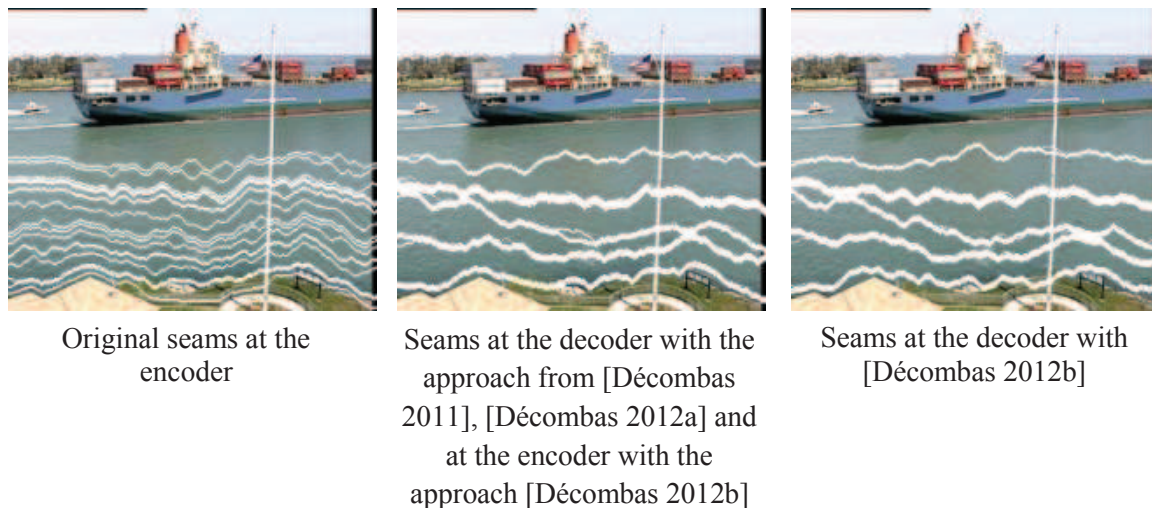 Original seams at the
encoder
Seams at the decoder with the
approach from [Décombas
2011], [Décombas 2012a] and
at the encoder with the
approach [Décombas 2012b]
Seams at the decoder with
[Décombas 2012b]